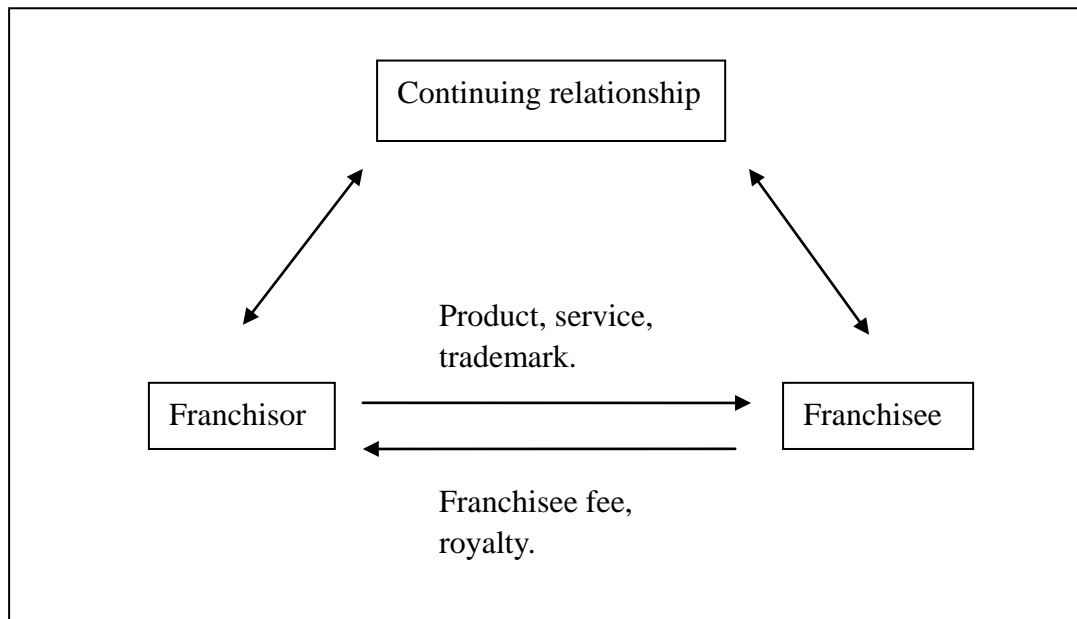 Continuing relationship
Product, service,
trademark.
Franchisor
Franchisee
Franchisee fee,
royalty.